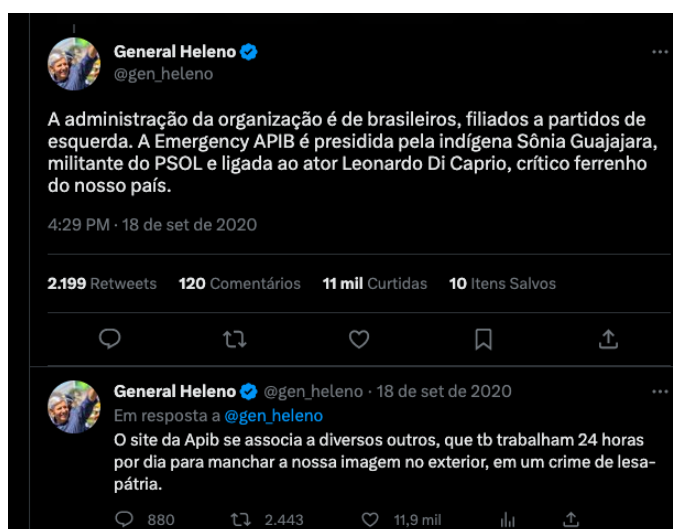 General Heleno
@gen_heleno
A administração da organização é de brasileiros, filiados a partidos de
esquerda. A Emergency APIB é presidida pela indígena Sônia Guajajara,
militante do PSOL e ligada ao ator Leonardo Di Caprio, crítico ferrenho
do nosso país.
4:29 PM · 18 de set de 2020
2.199 Retweets 120 Comentários 11 mil Curtidas 10 Itens Salvos
General Heleno @gen_heleno · 18 de set de 2020
Em resposta a @gen_heleno
O site da Apib se associa a diversos outros, que tb trabalham 24 horas
por dia para manchar a nossa imagem no exterior, em um crime de lesa-
pátria.
880 2.443 11,9 mil